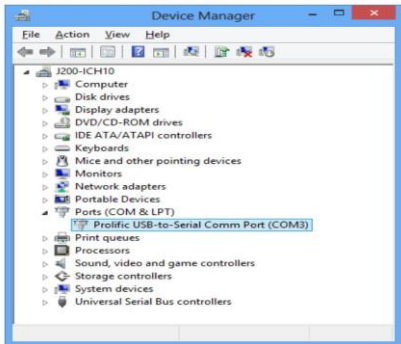 Device Manager
File Action View Help
J200-ICH10
Computer
Disk drives
Display adapters
DVD/CD-ROM drives
IDE ATA/ATAPI controllers
Keyboards
Mice and other pointing devices
Monitors
Network adapters
Portable Devices
Ports (COM & LPT)
Prolific USB-to-Serial Comm Port (COM3)
Print queues
Processors
Sound, video and game controllers
Storage controllers
System devices
Universal Serial Bus controllers